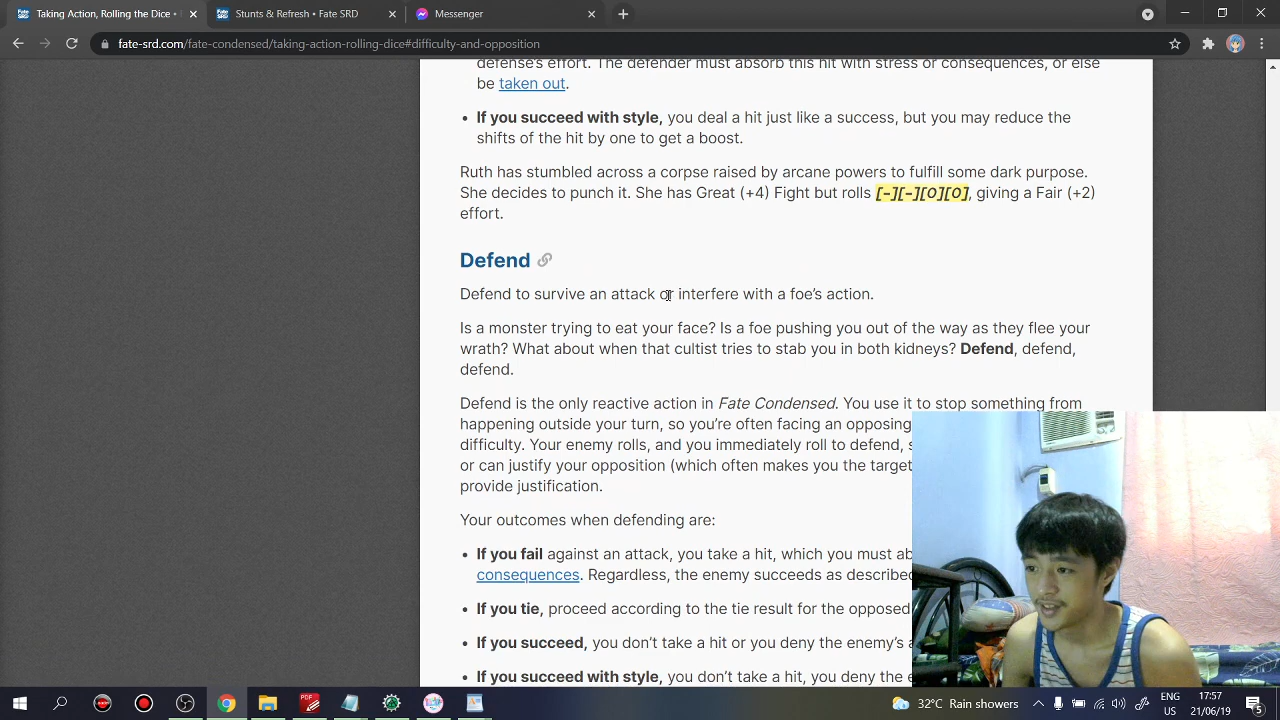 Taking Action, Rolling the Dice •
Stunts & Refresh • Fate SRD
Messenger
fate-srd.com/fate-condensed/taking-action-rolling-dice#difficulty-and-opposition
defense's effort. The defender must absorb this hit with stress or consequences, or else
be taken out.
• If you succeed with style, you deal a hit just like a success, but you may reduce the
shifts of the hit by one to get a boost.
Ruth has stumbled across a corpse raised by arcane powers to fulfill some dark purpose.
She decides to punch it. She has Great (+4) Fight but rolls [-][-][0][0], giving a Fair (+2)
effort.
Defend
Defend to survive an attack or interfere with a foe's action.
Is a monster trying to eat your face? Is a foe pushing you out of the way as they flee your
wrath? What about when that cultist tries to stab you in both kidneys? Defend, defend,
defend.
Defend is the only reactive action in Fate Condensed. You use it to stop something from
happening outside your turn, so you're often facing an opposing
difficulty. Your enemy rolls, and you immediately roll to defend, s
or can justify your opposition (which often makes you the target
provide justification.
Your outcomes when defending are:
• If you fail against an attack, you take a hit, which you must ab
consequences. Regardless, the enemy succeeds as described
• If you tie, proceed according to the tie result for the opposed
• If you succeed, you don't take a hit or you deny the enemy's a
• If you succeed with style, you don't take a hit, you deny the e
32°C Rain showers
ENG
US
17:57
21/06/19
5